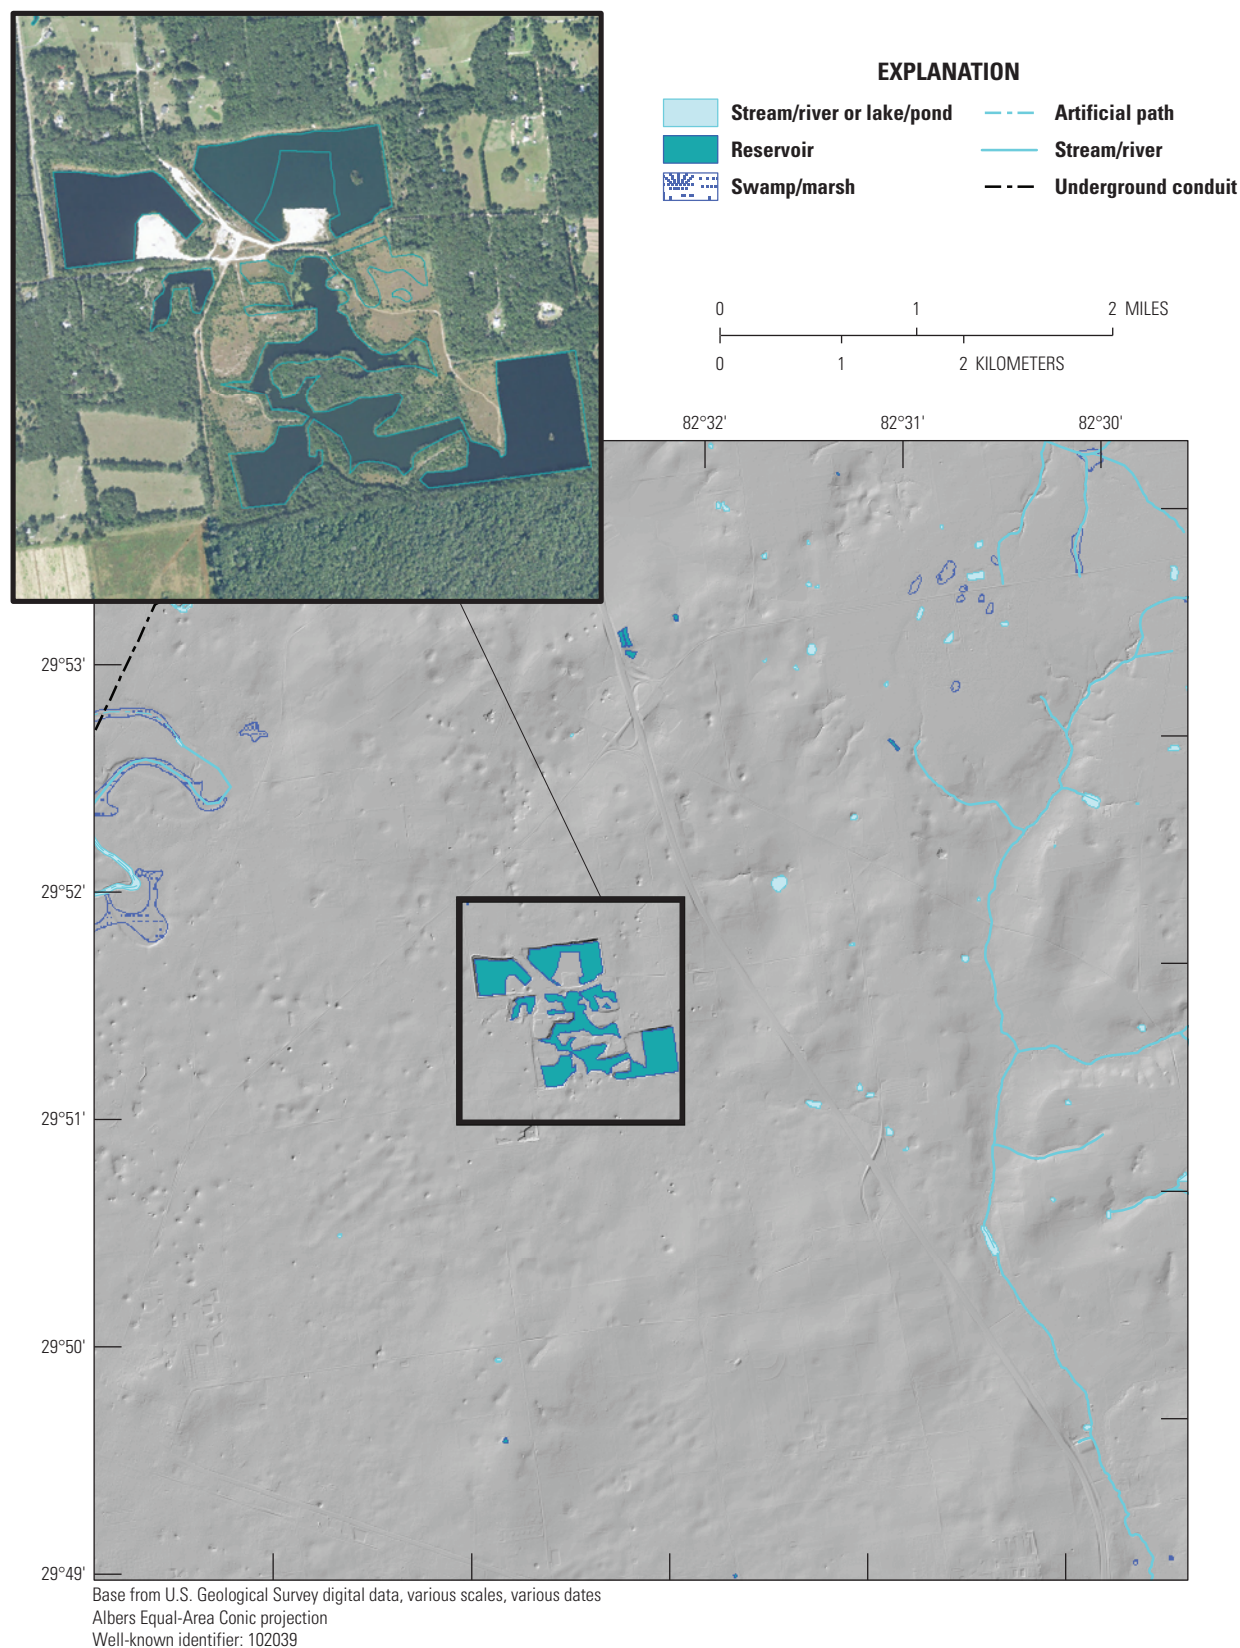 EXPLANATION
Stream/river or lake/pond
Artificial path
Reservoir
Stream/river
Swamp/marsh
Underground conduit
0 1 2 MILES
0 1 2 KILOMETERS
82°32' 82°31' 82°30'
29°53'
29°52'
29°51'
29°50'
29°49'
Base from U.S. Geological Survey digital data, various scales, various dates
Albers Equal-Area Conic projection
Well-known identifier: 102039